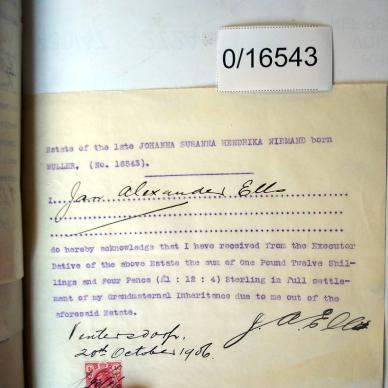 0/16543
Estate of the late JOHANNA SUSANNA HENDRIKA NIEMAND born
MULLER, (No. 16543).
I, Jan Alexander Ells
do hereby acknowledge that I have received from the Executor
Dative of the above Estate the sum of One Pound Twelve Shil-
lings and Four Pence (£1 : 12 : 4) Sterling in full settle-
ment of my Grandmaternal Inheritance due to me out of the
aforesaid Estate.
J. A. Ells
Ventersdorp,
20th October 1906.